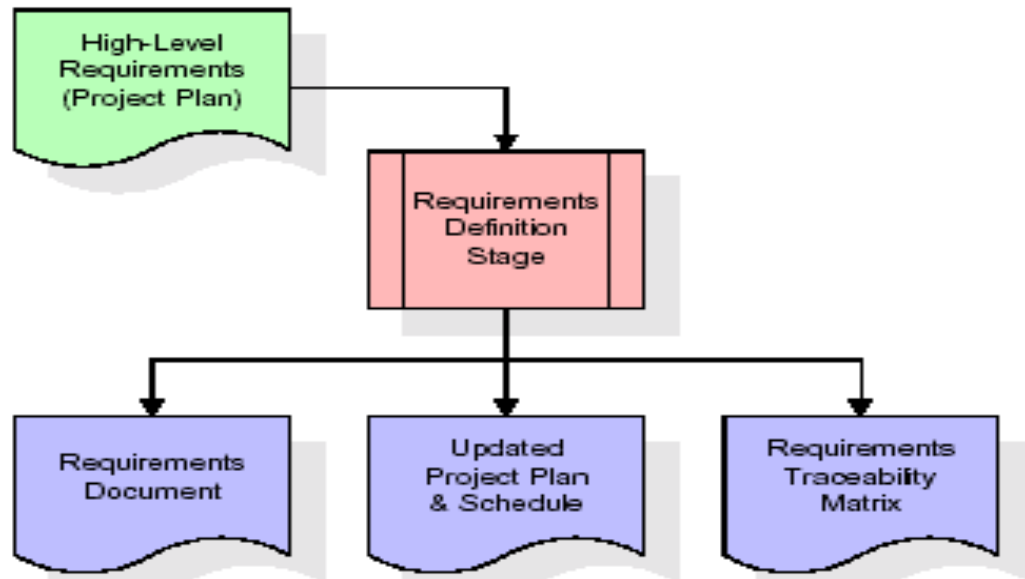 High-Level
Requirements
(Project Plan)
Requirements
Definition
Stage
Requirements
Document
Updated
Project Plan
& Schedule
Requirements
Traceability
Matrix